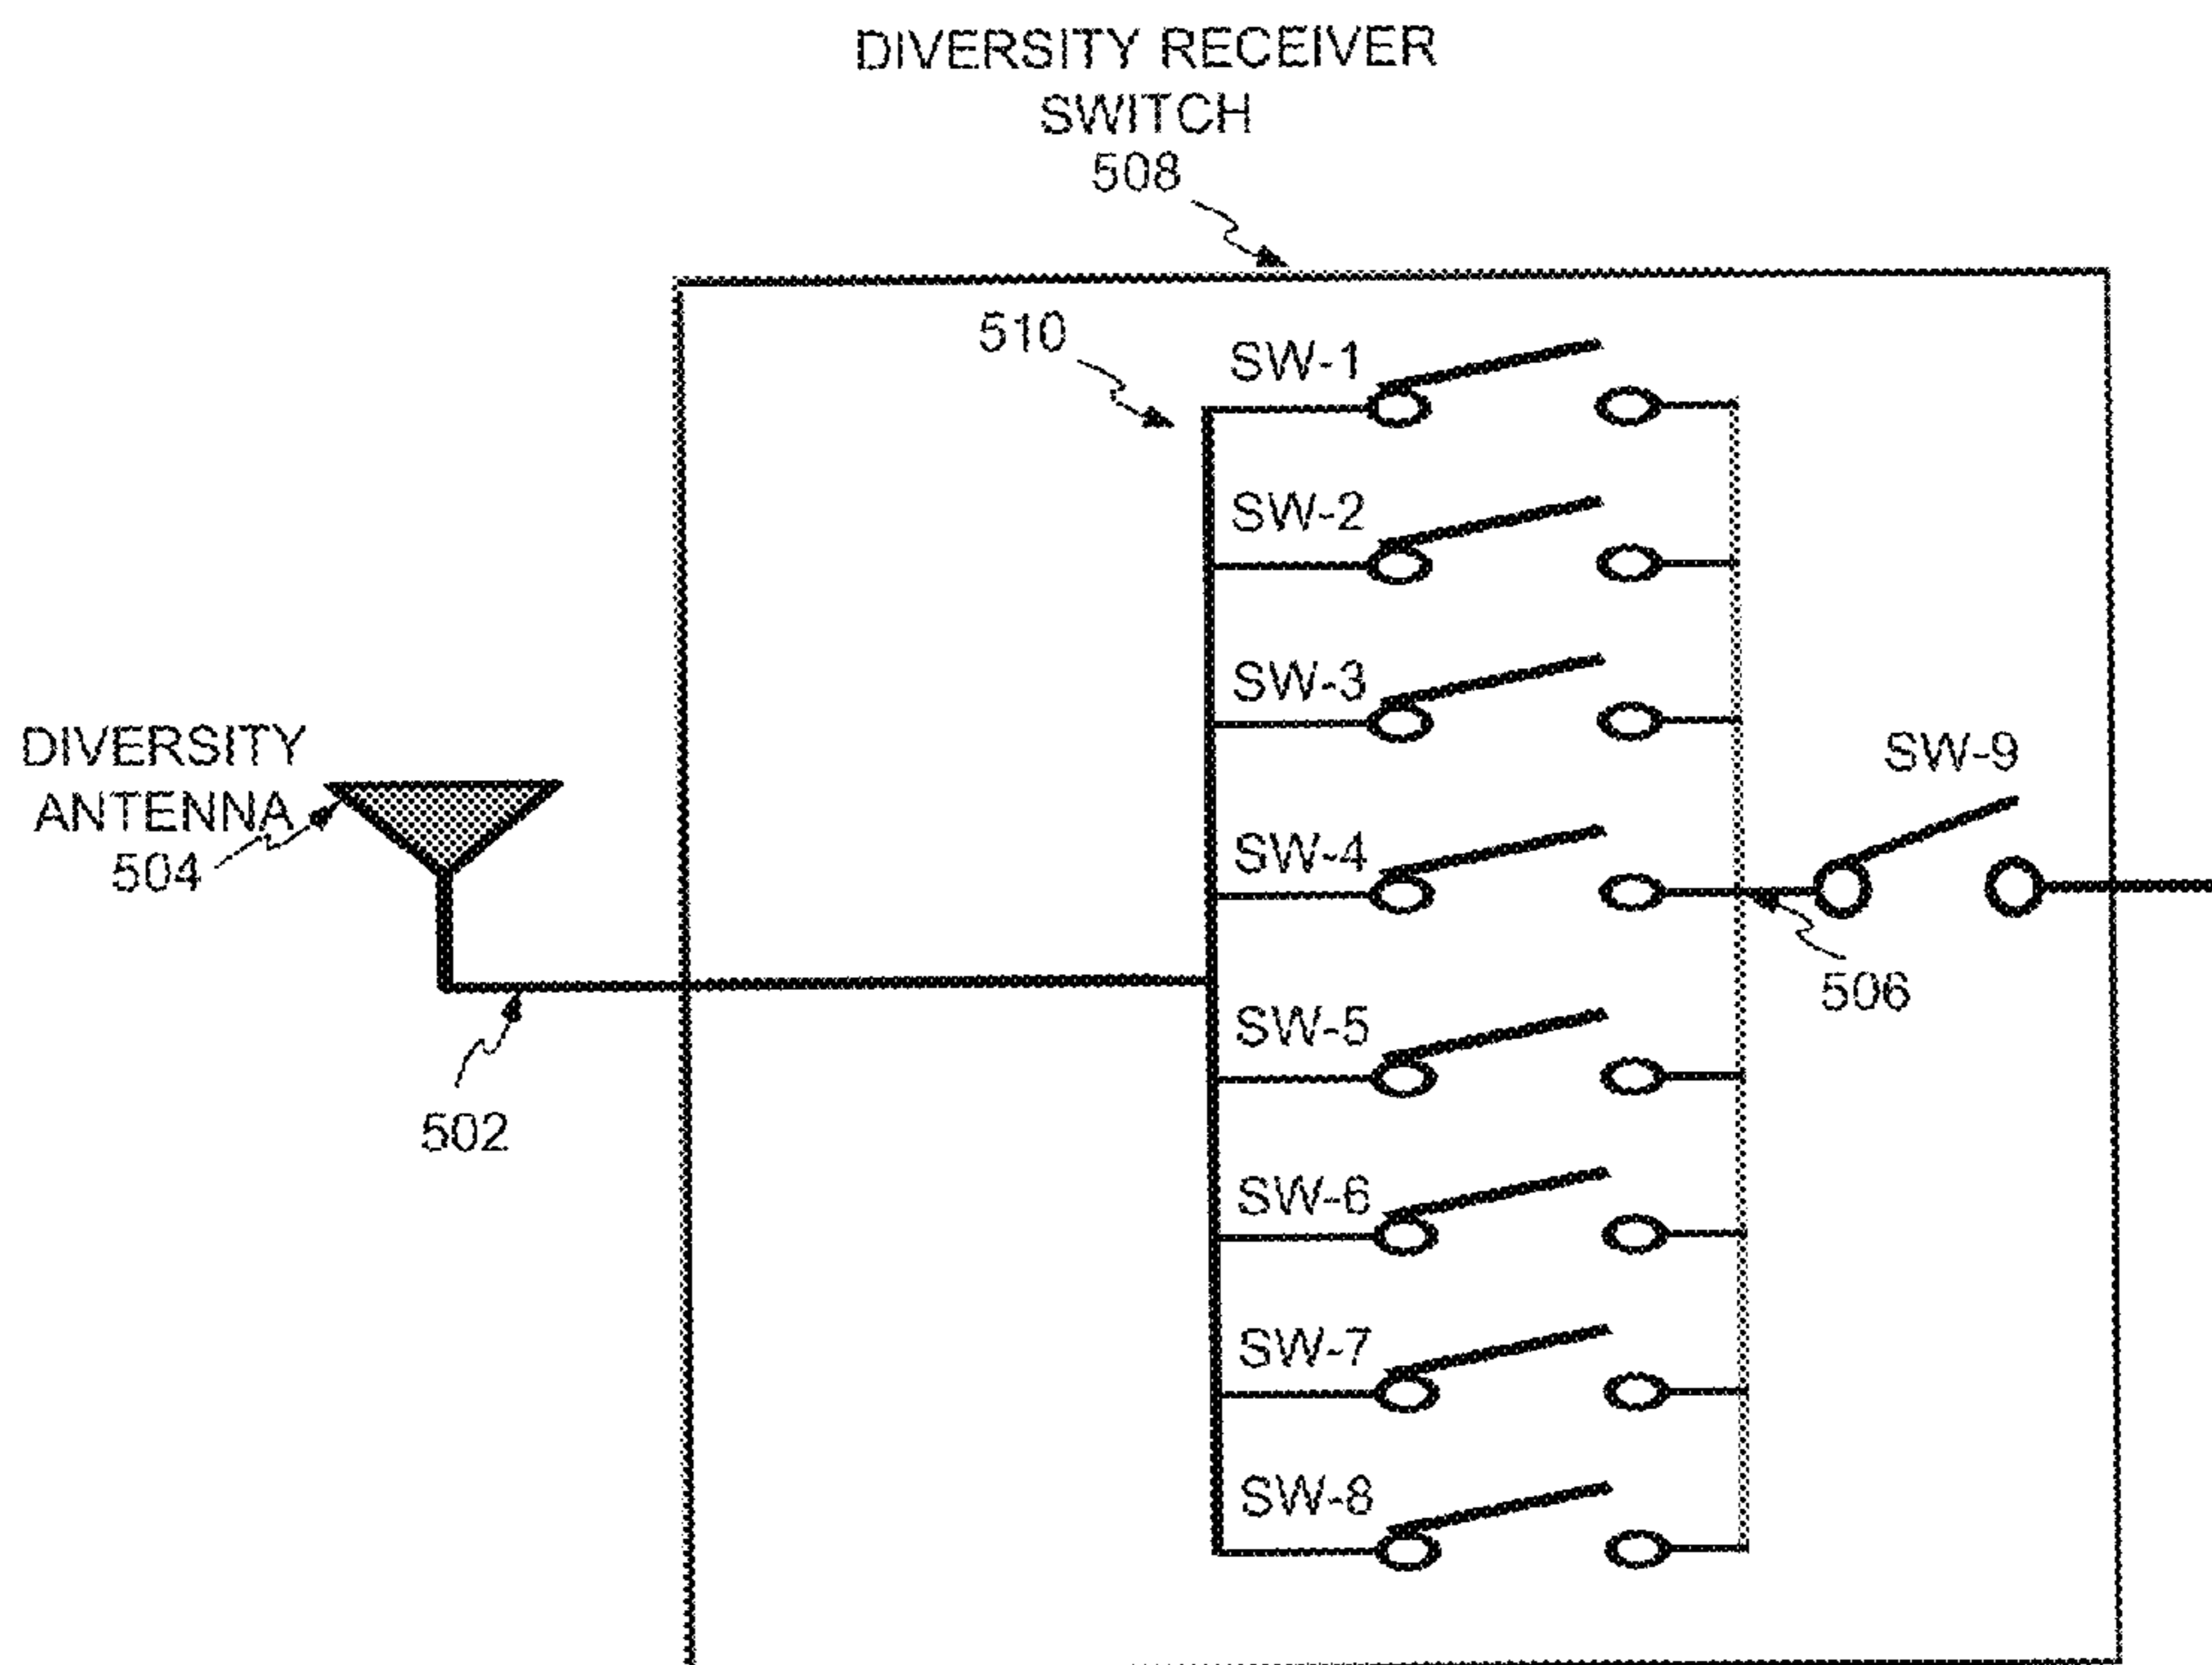 DIVERSITY RECEIVER
SWITCH
508
510
SW-1
SW-2
SW-3
SW-9
DIVERSITY
ANTENNA
504
SW-4
506
SW-5
502
SW-6
SW-7
SW-8